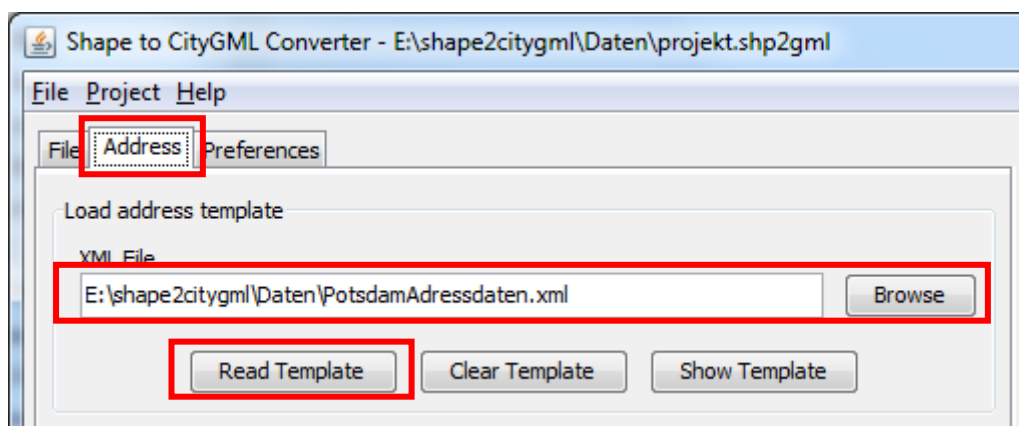 Shape to CityGML Converter - E:\shape2citygml\Daten\projekt.shp2gml
File Project Help
File Address Preferences
Load address template
XML File
E:\shape2citygml\Daten\PotsdamAdressdaten.xml Browse
Read Template Clear Template Show Template